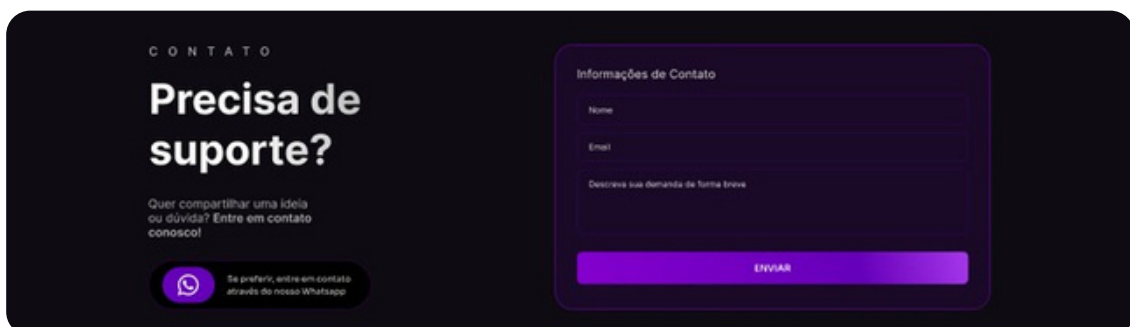 CONTATO
Precisa de
suporte?
Quer compartilhar uma ideia
ou dúvida? Entre em contato
conosco!
Se preferir, entre em contato
através do nosso Whatsapp
Informações de Contato
Nome
Email
Descreva sua demanda de forma breve
ENVIAR